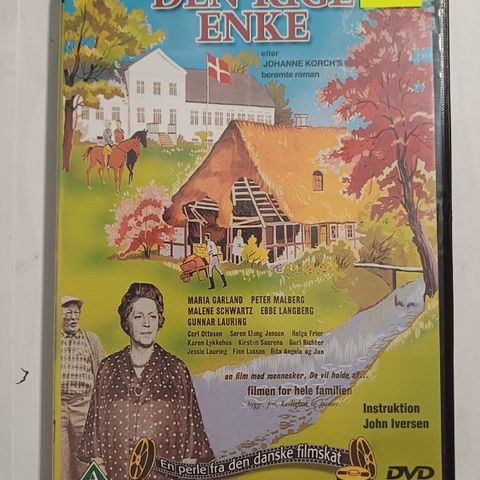 DEN RIGE
ENKE
efter
JOHANNE KORCH'S
berømte roman
MARIA GARLAND PETER MALBERG
MALENE SCHWARTZ EBBE LANGBERG
GUNNAR LAURING
Carl Ottosen Søren Elung Jensen Helga Frier
Karen Lykkehus Kirsten Saerens Guri Richter
Jessie Lauring Finn Lassen Rita Angela og Jan
en film med mennesker, De vil holde af...
filmen for hele familien
Instruktion
John Iversen
En perle fra den danske filmskat
A
DVD